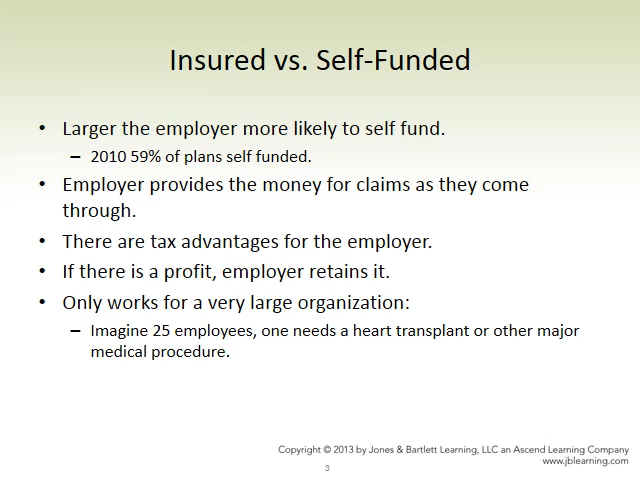 Insured vs. Self-Funded
• Larger the employer more likely to self fund.
– 2010 59% of plans self funded.
• Employer provides the money for claims as they come
through.
• There are tax advantages for the employer.
• If there is a profit, employer retains it.
• Only works for a very large organization:
– Imagine 25 employees, one needs a heart transplant or other major
medical procedure.
Copyright © 2013 by Jones & Bartlett Learning, LLC an Ascend Learning Company
www.jblearning.com
3